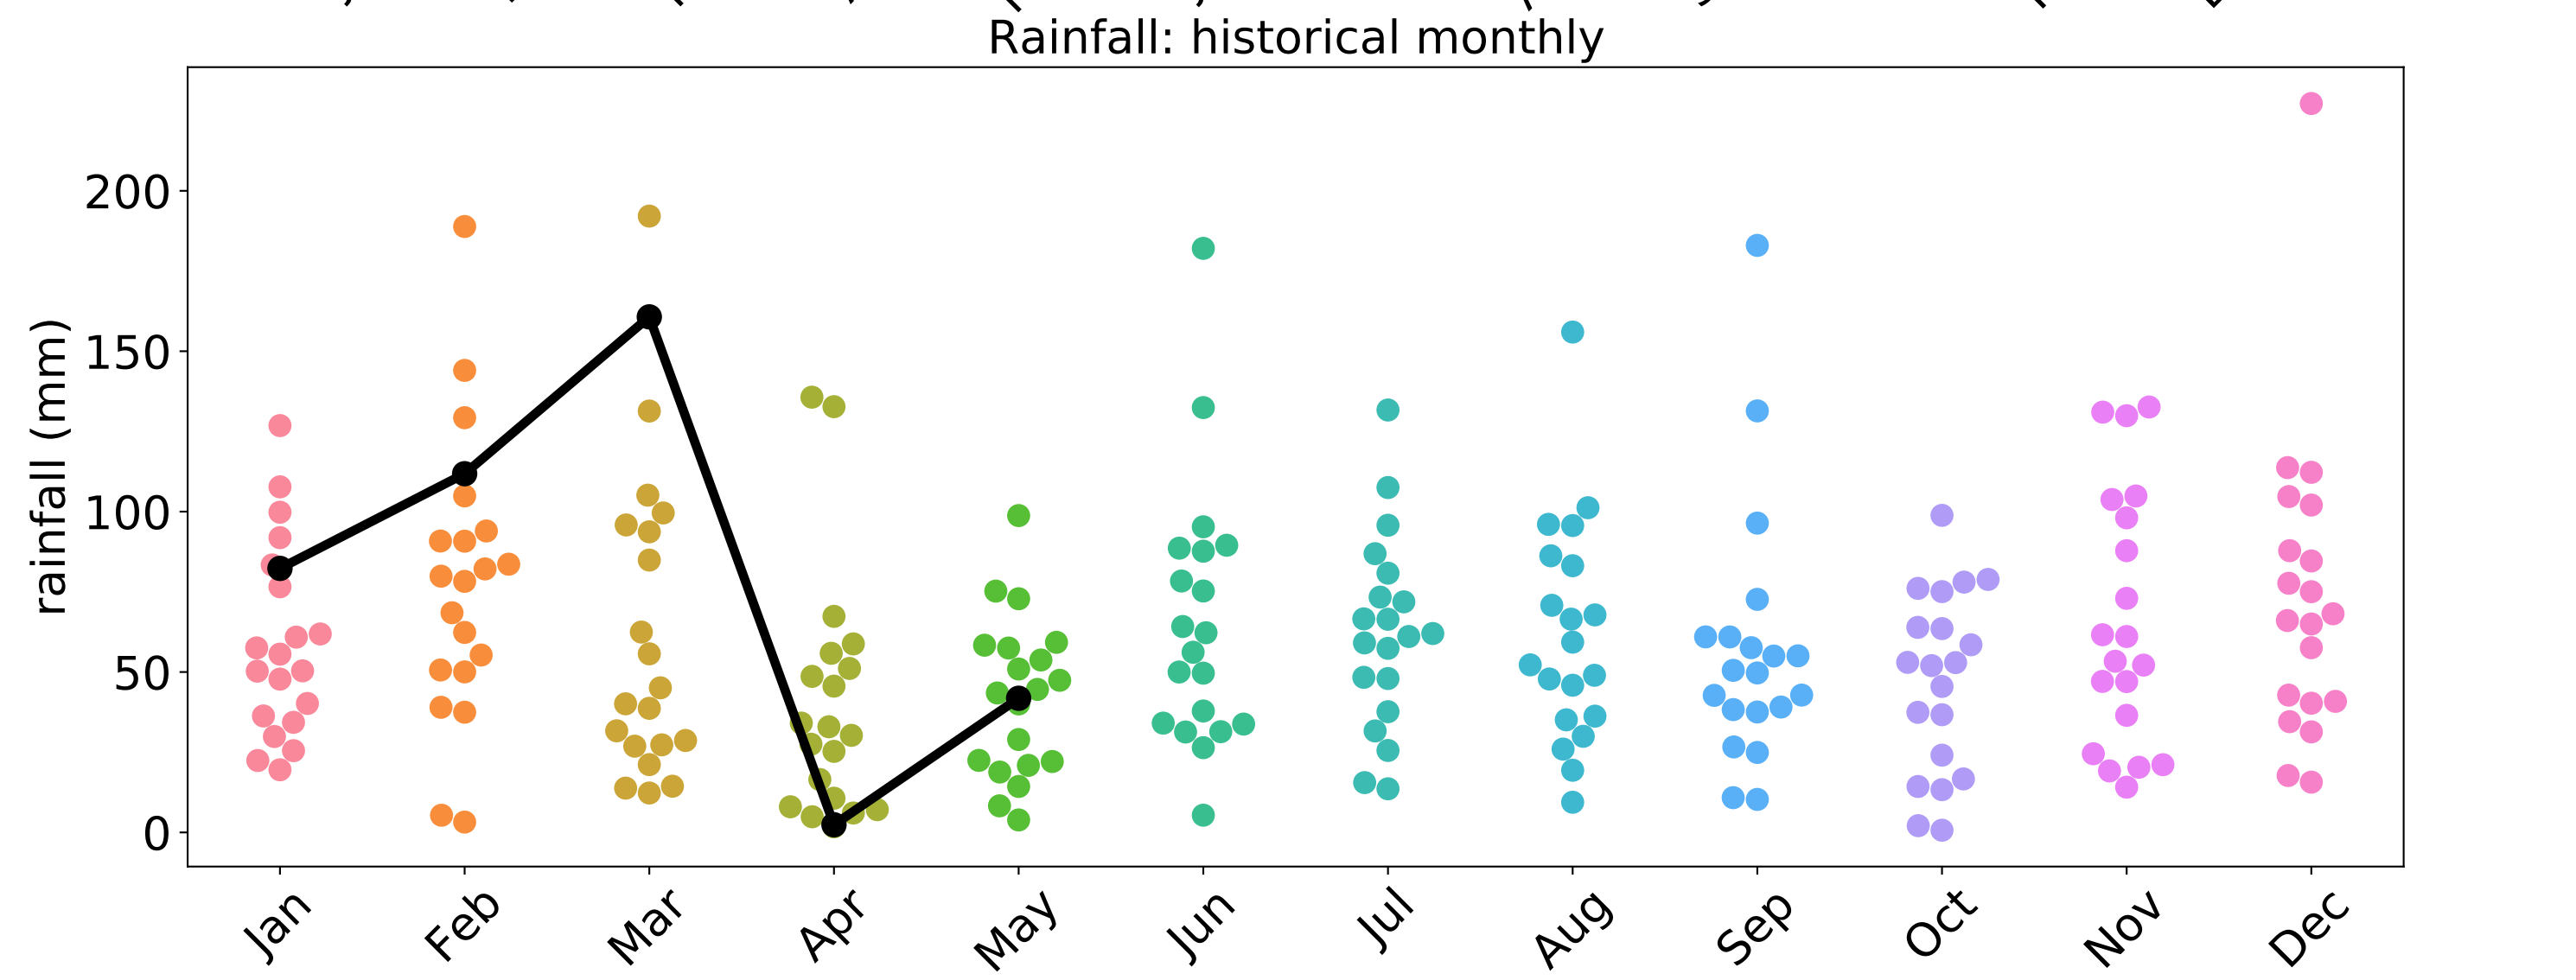 Rainfall: historical monthly
rainfall (mm)
200
150
100
50
0
Jan
Feb
Mar
Apr
May
Jun
Jul
Aug
Sep
Oct
Nov
Dec